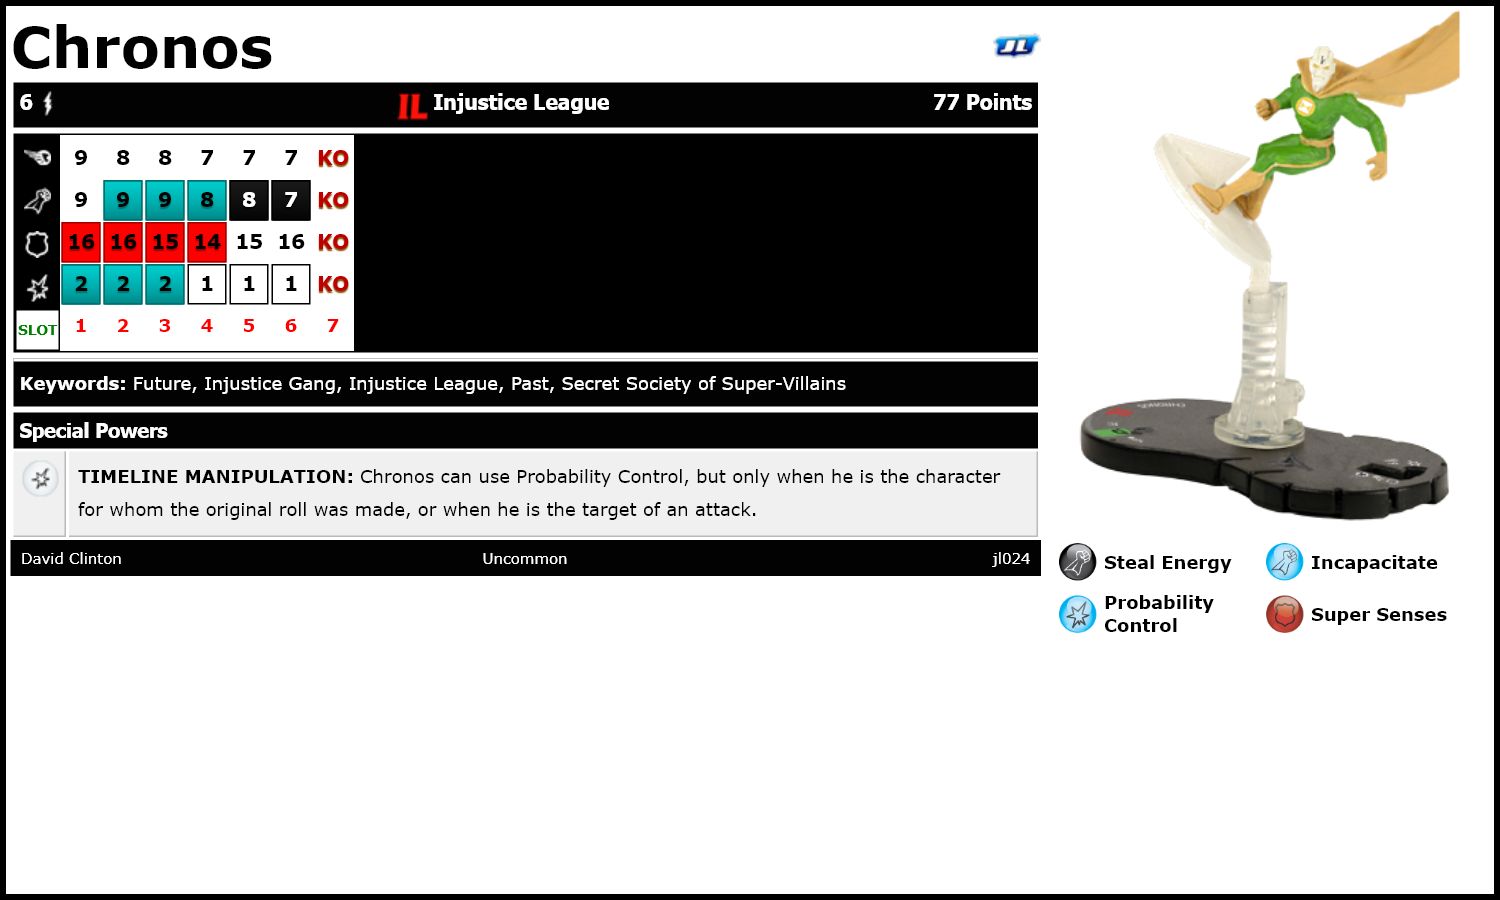 Chronos
JL
6 IL Injustice League 77 Points
9 8 8 7 7 7 KO
9 9 9 8 8 7 KO
16 16 15 14 15 16 KO
2 2 2 1 1 1 KO
SLOT 1 2 3 4 5 6 7
Keywords: Future, Injustice Gang, Injustice League, Past, Secret Society of Super-Villains
Special Powers
TIMELINE MANIPULATION: Chronos can use Probability Control, but only when he is the character
for whom the original roll was made, or when he is the target of an attack.
David Clinton Uncommon jl024
Steal Energy Incapacitate
Probability
Control
Super Senses